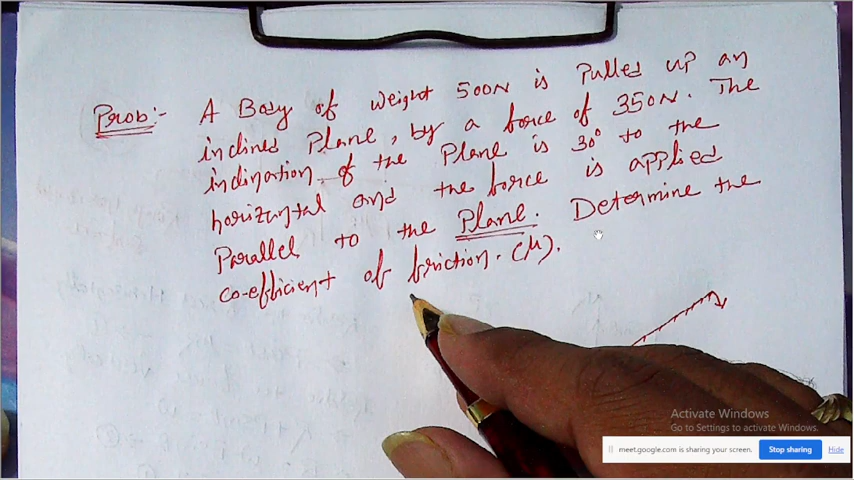 Prob:- A Body of weight 500N is Pulled up an
inclined Plane, by a force of 350N. The
inclination of the Plane is 30° to the
horizontal and the force is applied
Parallel to the Plane. Determine the
co-efficient of friction. (μ).
Activate Windows
Go to Settings to activate Windows.
meet.google.com is sharing your screen.
Stop sharing
Hide